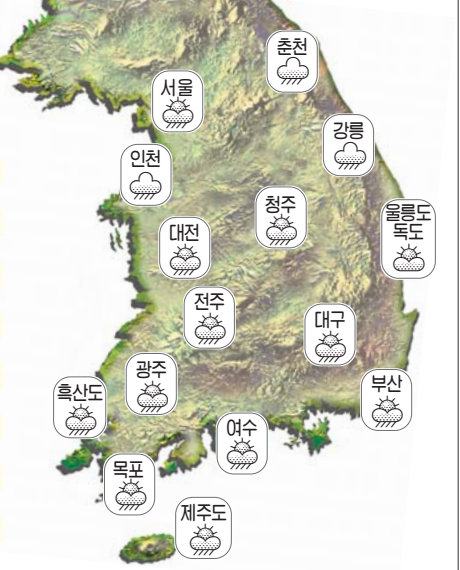 춘천
서울
강릉
인천
청주
울릉도
독도
대전
전주
대구
광주
부산
흑산도
여수
목포
제주도